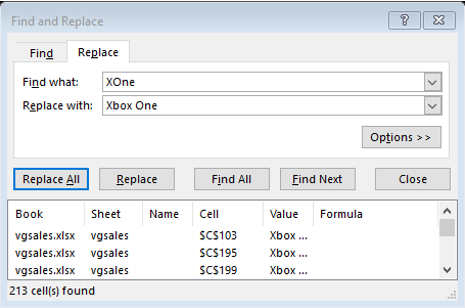 Find and Replace
Find Replace
Find what: XOne
Replace with: Xbox One
Options >>
Replace All Replace Find All Find Next Close
Book Sheet Name Cell Value Formula
vgsales.xlsx vgsales $C$103 Xbox ...
vgsales.xlsx vgsales $C$195 Xbox ...
vgsales.xlsx vgsales $C$199 Xbox ...
213 cell(s) found